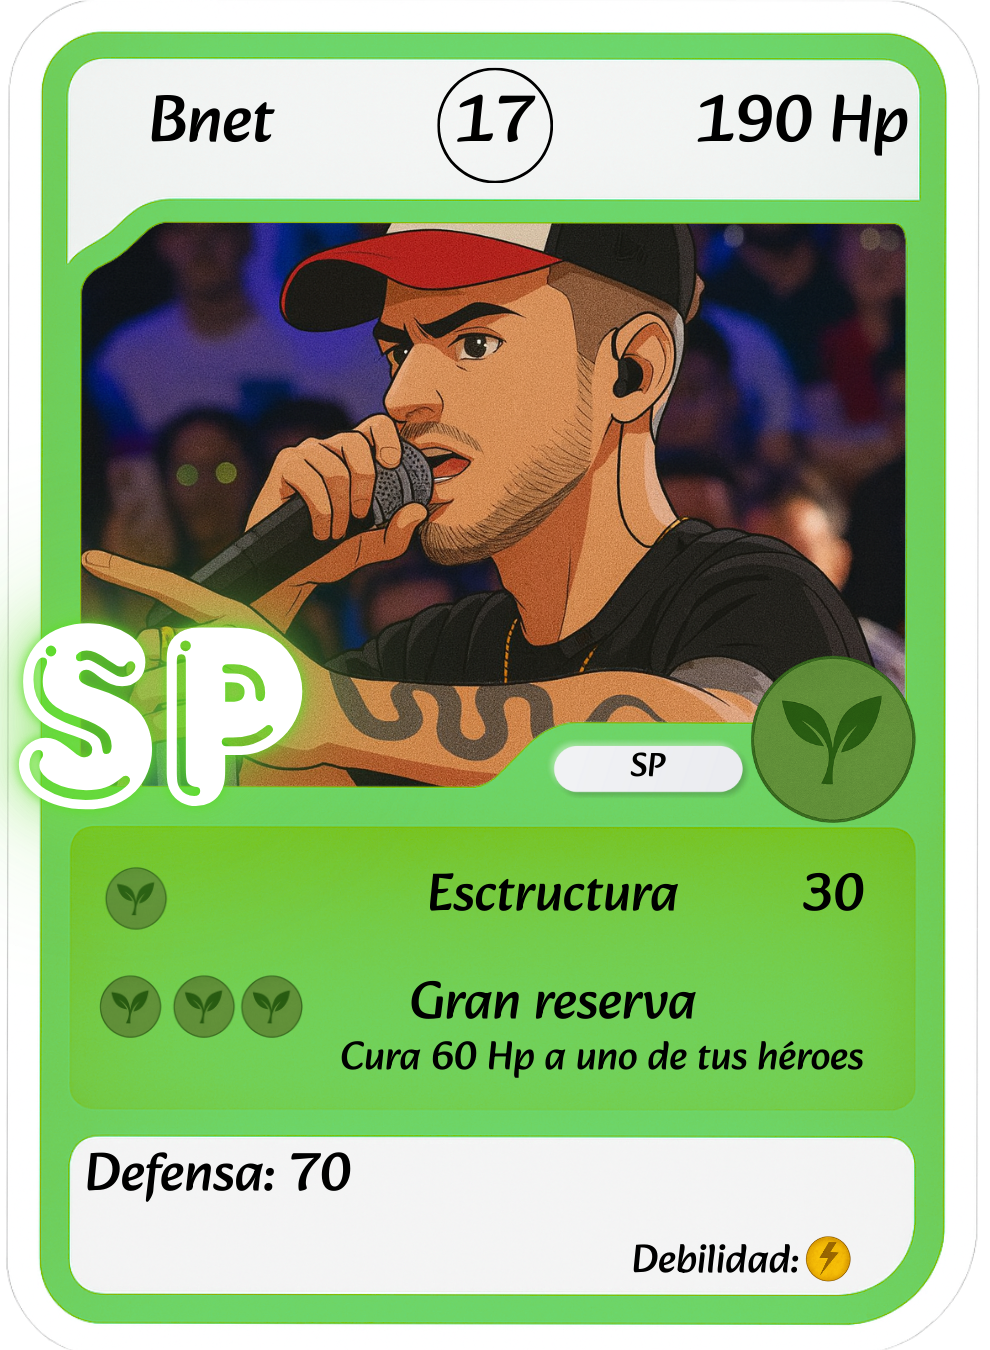 Bnet 17 190 Hp
SP
SP
Esctructura 30
Gran reserva
Cura 60 Hp a uno de tus héroes
Defensa: 70
Debilidad: